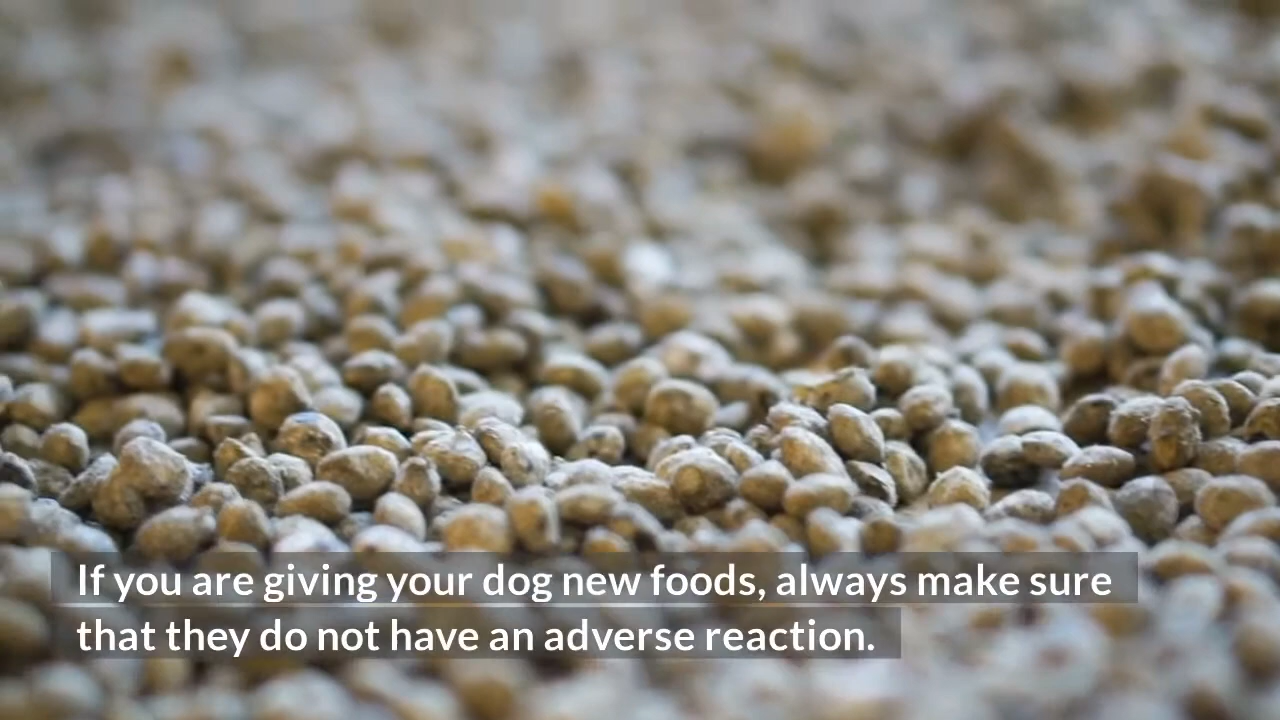 If you are giving your dog new foods, always make sure
that they do not have an adverse reaction.